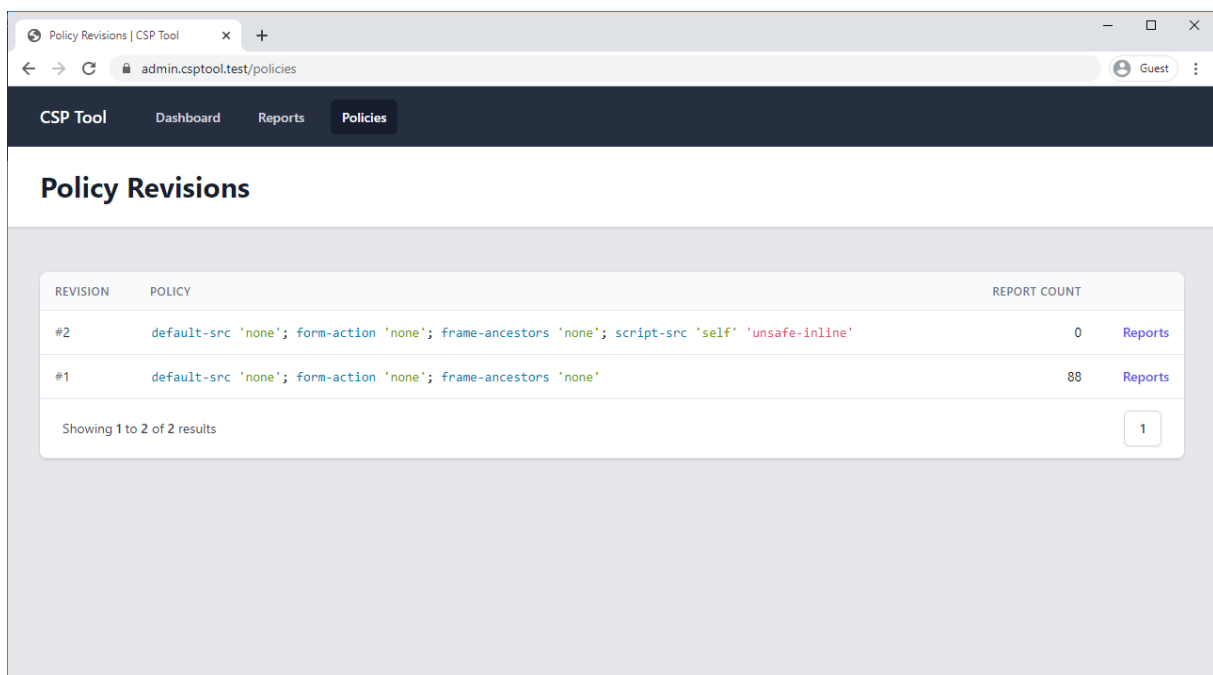 Policy Revisions | CSP Tool
admin.csptool.test/policies
Guest
CSP Tool Dashboard Reports Policies
Policy Revisions
REVISION POLICY REPORT COUNT
#2 default-src 'none'; form-action 'none'; frame-ancestors 'none'; script-src 'self' 'unsafe-inline' 0 Reports
#1 default-src 'none'; form-action 'none'; frame-ancestors 'none' 88 Reports
Showing 1 to 2 of 2 results 1